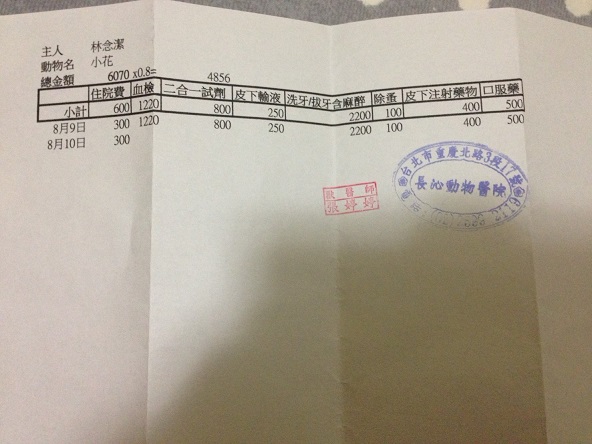 主人 林念潔
動物名 小花
總金額 6070 x0.8= 4856
住院費 血檢 二合一試劑 皮下輸液 洗牙/拔牙含麻醉 除蚤 皮下注射藥物 口服藥
小計 600 1220 800 250 2200 100 400 500
8月9日 300 1220 800 250 2200 100 400 500
8月10日 300
獸醫師
張婷婷
台北市重慶北路3段
長沁動物醫院